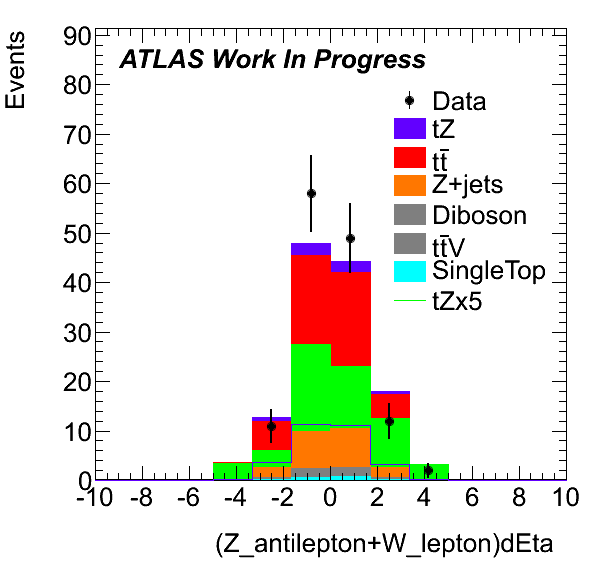 Events
90
80
70
60
50
40
30
20
10
0
ATLAS Work In Progress
Data
tZ
tt̄
Z+jets
Diboson
tt̄V
SingleTop
tZx5
-10 -8 -6 -4 -2 0 2 4 6 8 10
(Z_antilepton+W_lepton)dEta